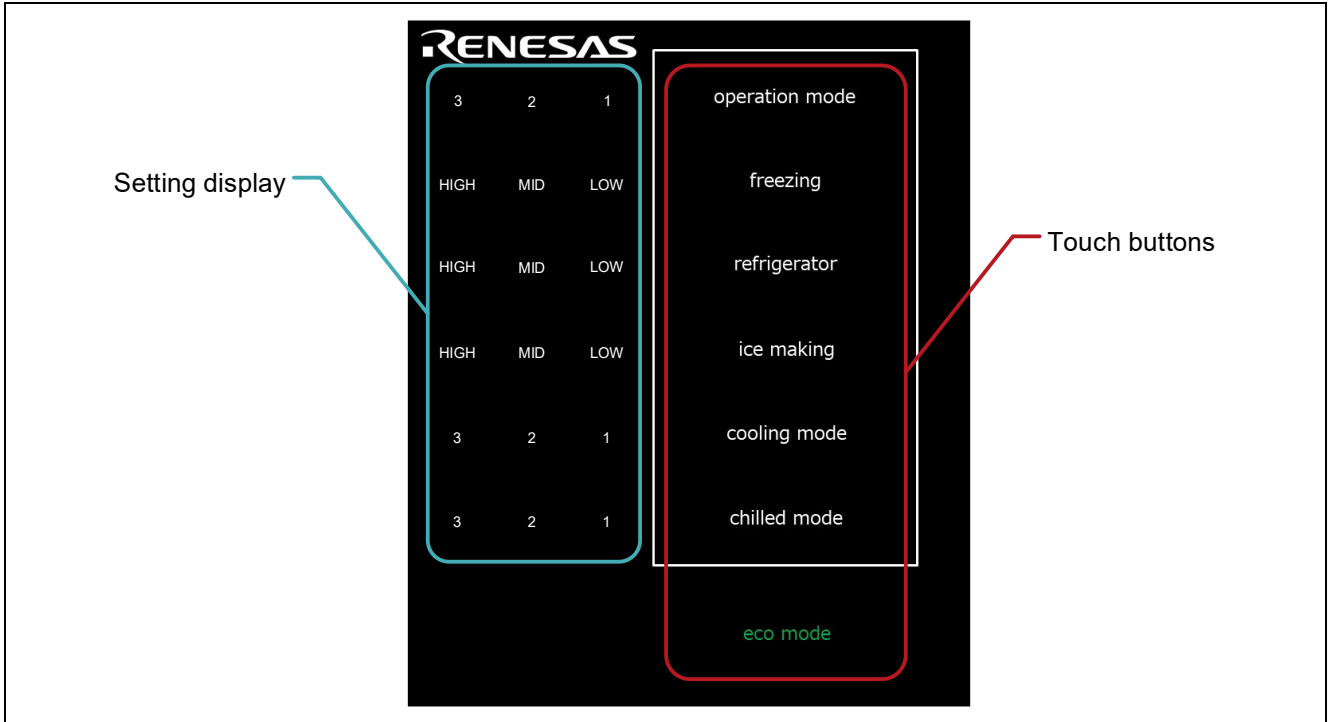 RENESAS
3 2 1 operation mode
HIGH MID LOW freezing
Setting display
HIGH MID LOW refrigerator
Touch buttons
HIGH MID LOW ice making
3 2 1 cooling mode
3 2 1 chilled mode
eco mode